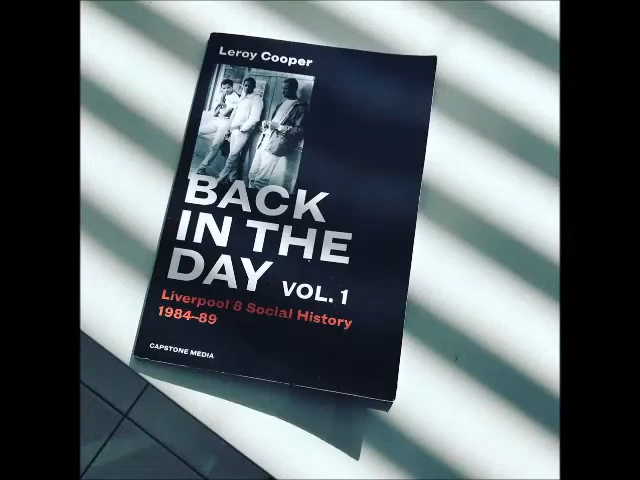 Leroy Cooper
BACK
IN THE
DAY VOL. 1
Liverpool 8 Social History
1984–89
CAPSTONE MEDIA